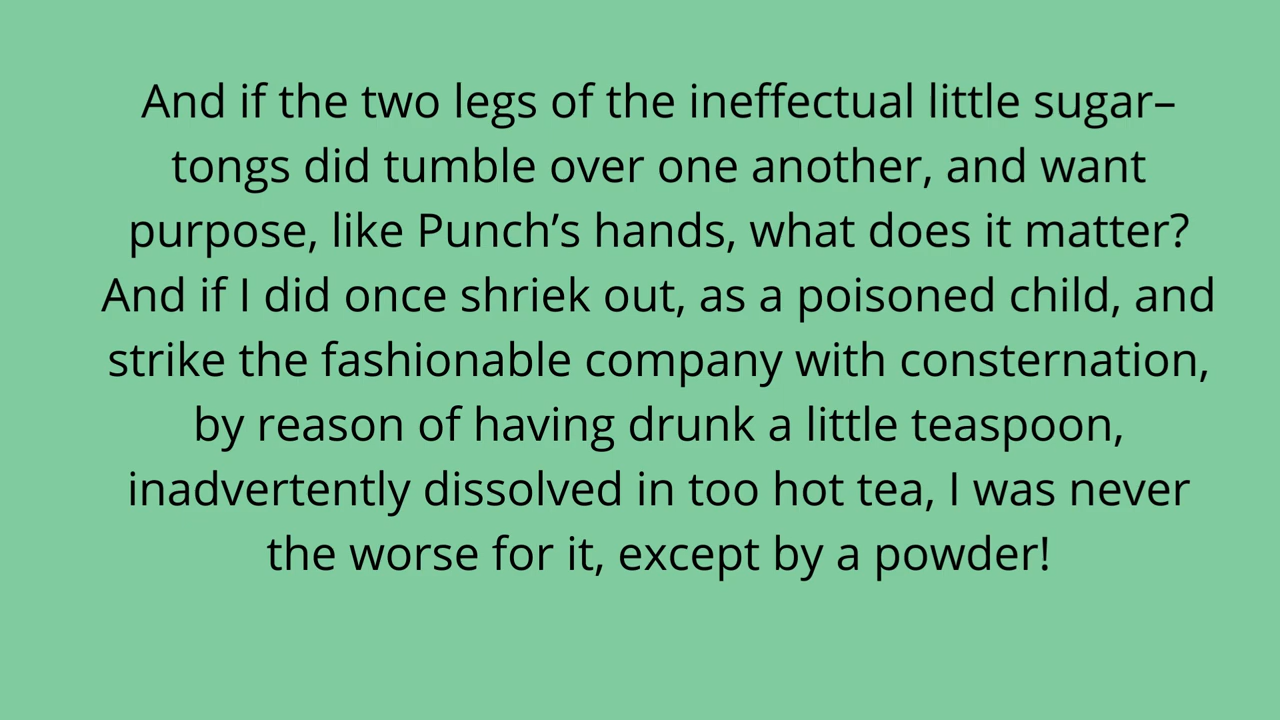 And if the two legs of the ineffectual little sugar–
tongs did tumble over one another, and want
purpose, like Punch’s hands, what does it matter?
And if I did once shriek out, as a poisoned child, and
strike the fashionable company with consternation,
by reason of having drunk a little teaspoon,
inadvertently dissolved in too hot tea, I was never
the worse for it, except by a powder!